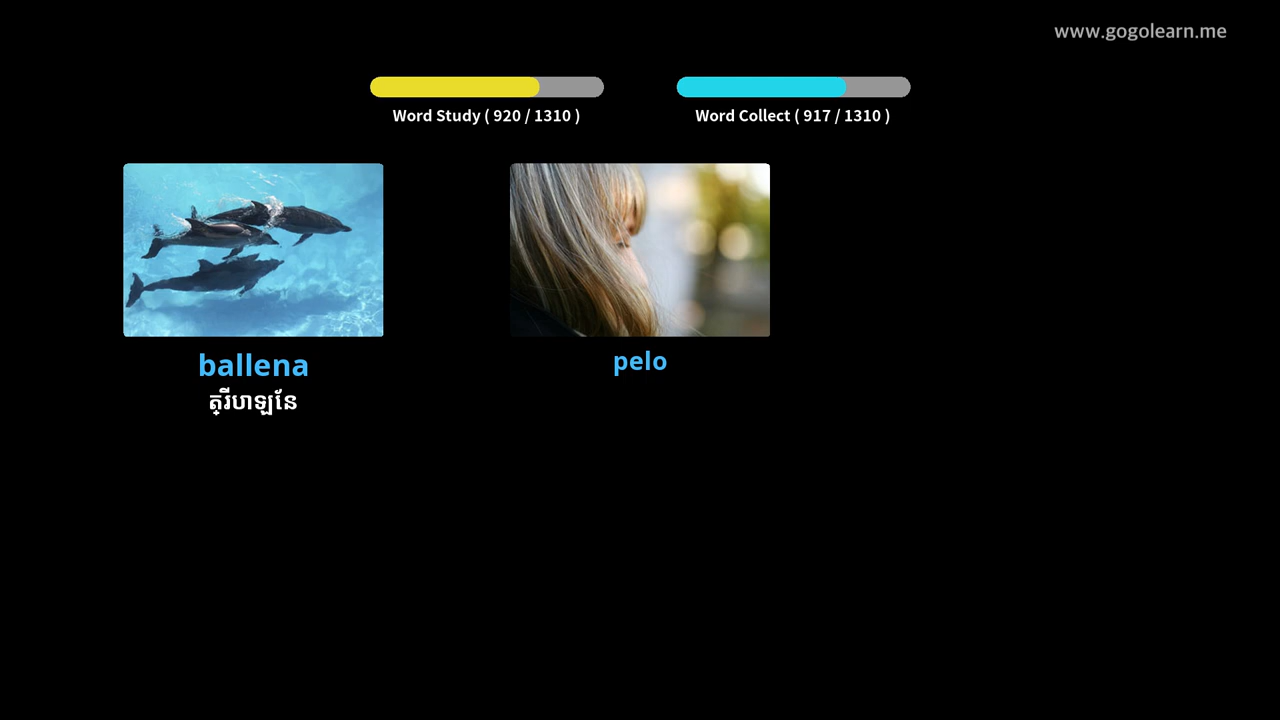 www.gogolearn.me
Word Study ( 920 / 1310 )
Word Collect ( 917 / 1310 )
ballena
ត្រីបាឡែន
pelo